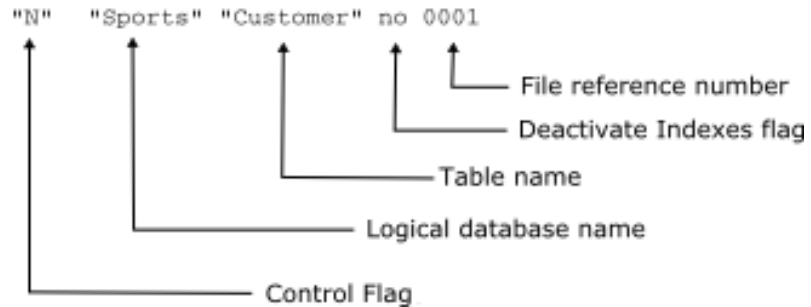 "N" "Sports" "Customer" no 0001
File reference number
Deactivate Indexes flag
Table name
Logical database name
Control Flag